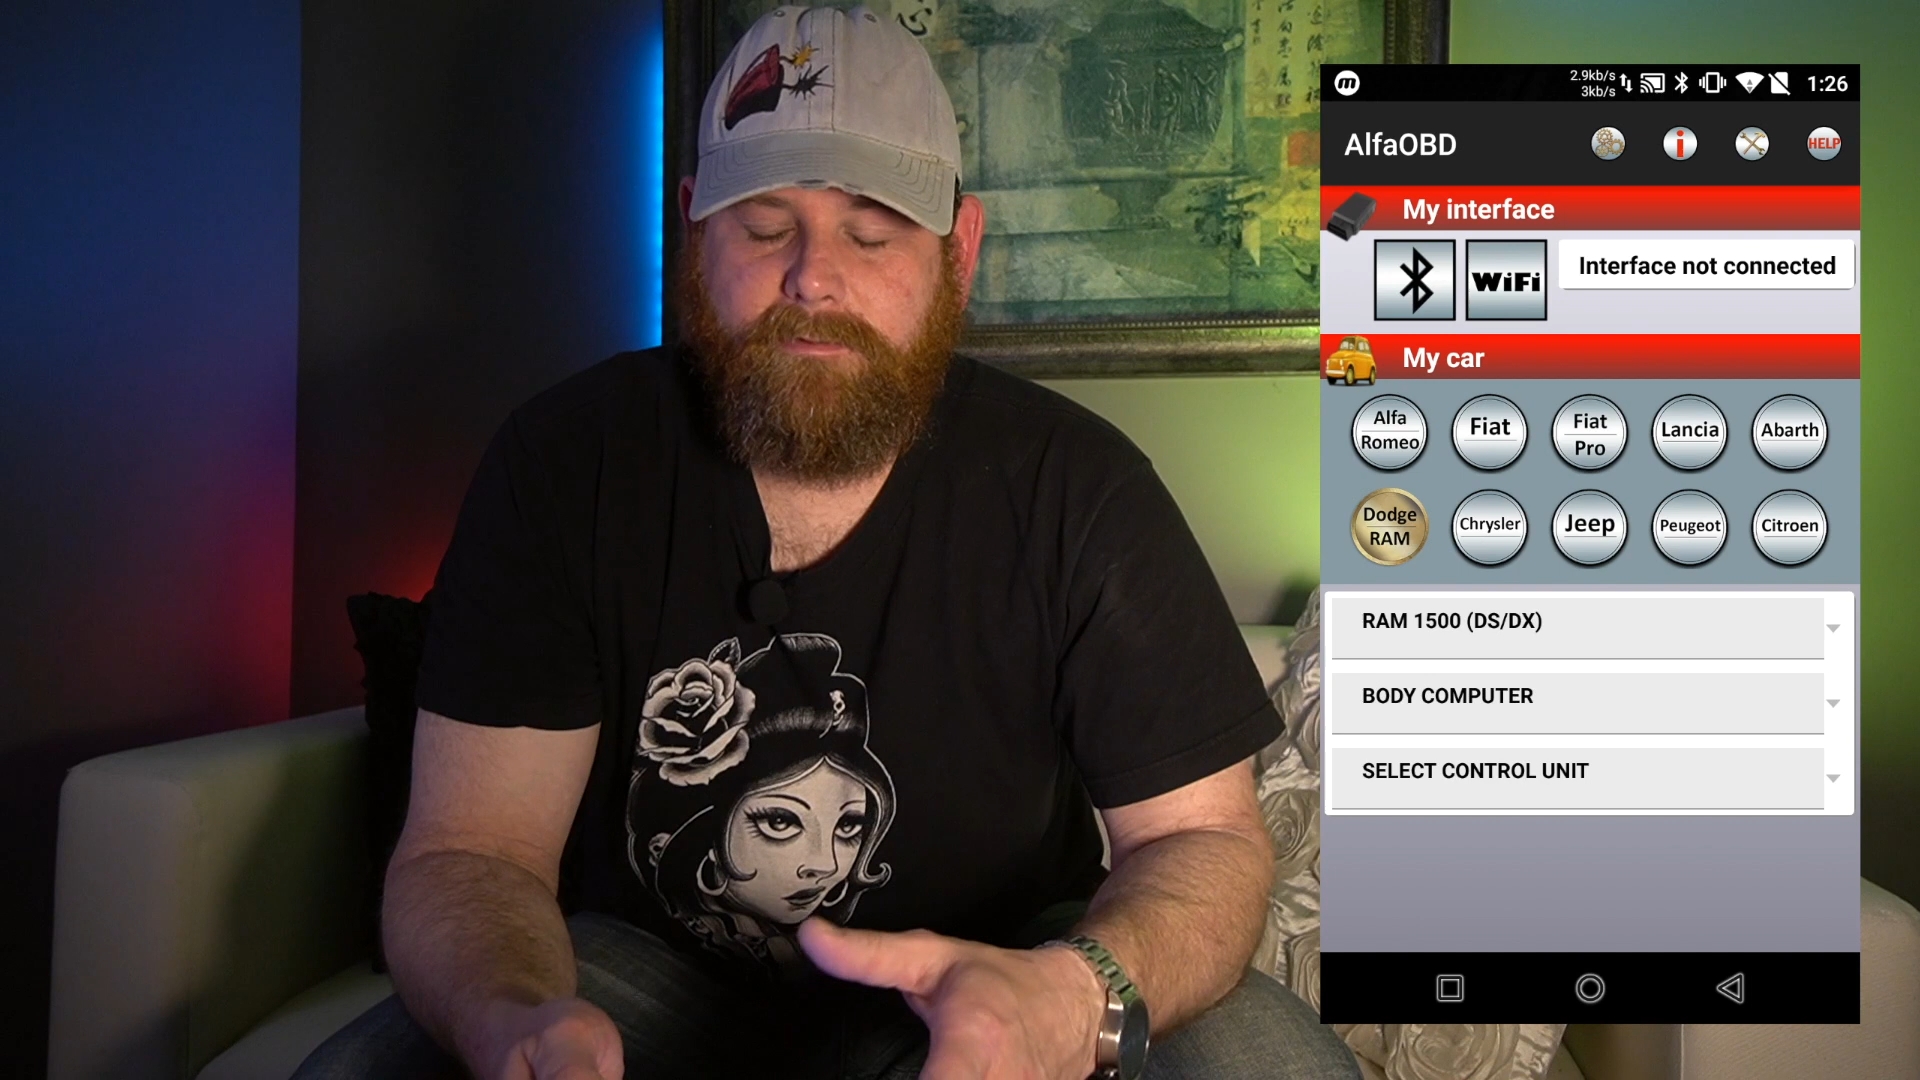 心
2.9kb/s
3kb/s
1:26
AlfaOBD
HELP
My interface
WiFi
Interface not connected
My car
Alfa
Romeo
Fiat
Fiat
Pro
Lancia
Abarth
Dodge
RAM
Chrysler
Jeep
Peugeot
Citroen
RAM 1500 (DS/DX)
BODY COMPUTER
SELECT CONTROL UNIT